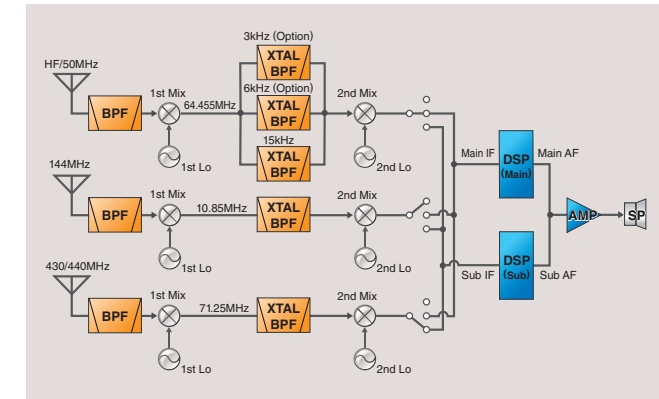 3kHz (Option)
HF/50MHz
XTAL
BPF
1st Mix
6kHz (Option)
2nd Mix
BPF
64.455MHz
XTAL
BPF
15kHz
1st Lo
XTAL
BPF
2nd Lo
Main IF
DSP
(Main)
Main AF
144MHz
1st Mix
2nd Mix
BPF
10.85MHz
XTAL
BPF
AMP
SP
1st Lo
2nd Lo
DSP
(Sub)
Sub IF
Sub AF
430/440MHz
1st Mix
2nd Mix
BPF
71.25MHz
XTAL
BPF
1st Lo
2nd Lo